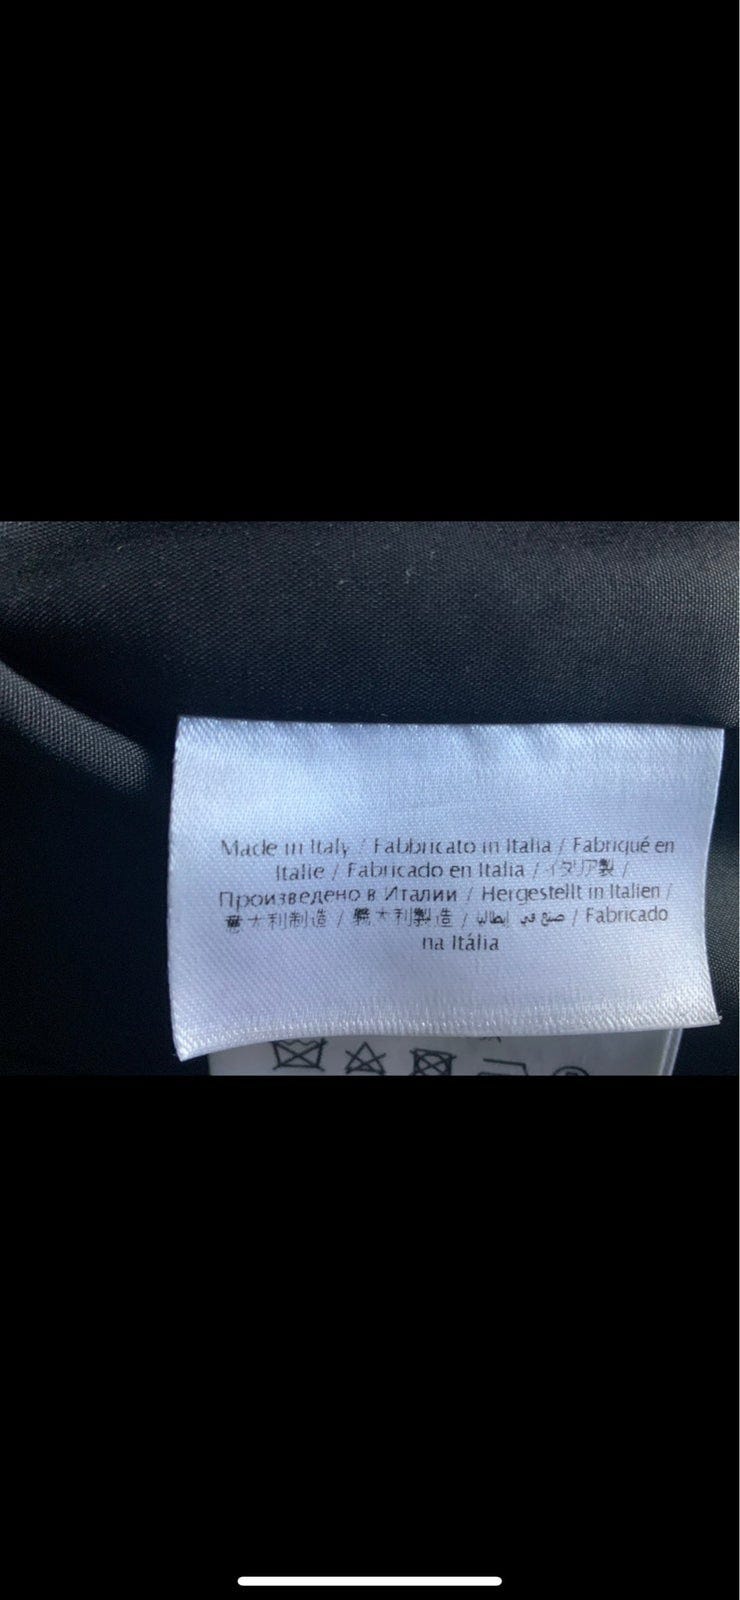 Made in Italy / Fabbricato in Italia / Fabriqué en
Italie / Fabricado en Italia / イタリア製 /
Произведено в Италии / Hergestellt in Italien /
意大利制造 / 義大利製造 / صنع في إيطاليا / Fabricado
na Itália